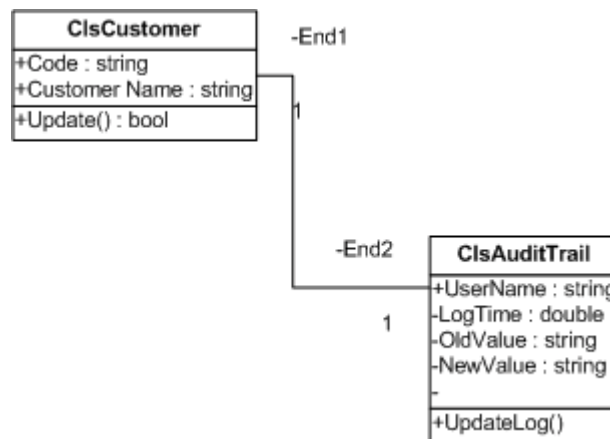 ClsCustomer
-End1
+Code : string
+Customer Name : string
1
+Update() : bool
-End2
ClsAuditTrail
+UserName : string
-LogTime : double
1
-OldValue : string
-NewValue : string
-
+UpdateLog()